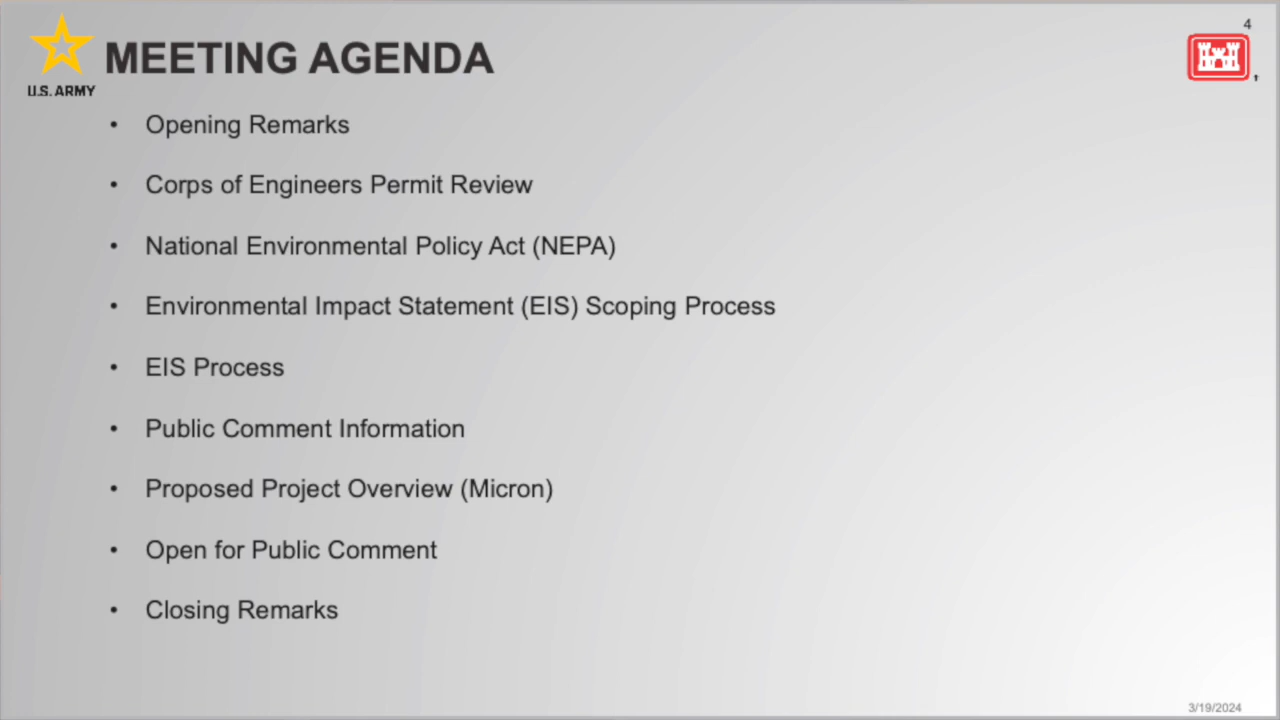 4
MEETING AGENDA
U.S. ARMY
• Opening Remarks
• Corps of Engineers Permit Review
• National Environmental Policy Act (NEPA)
• Environmental Impact Statement (EIS) Scoping Process
• EIS Process
• Public Comment Information
• Proposed Project Overview (Micron)
• Open for Public Comment
• Closing Remarks
3/19/2024